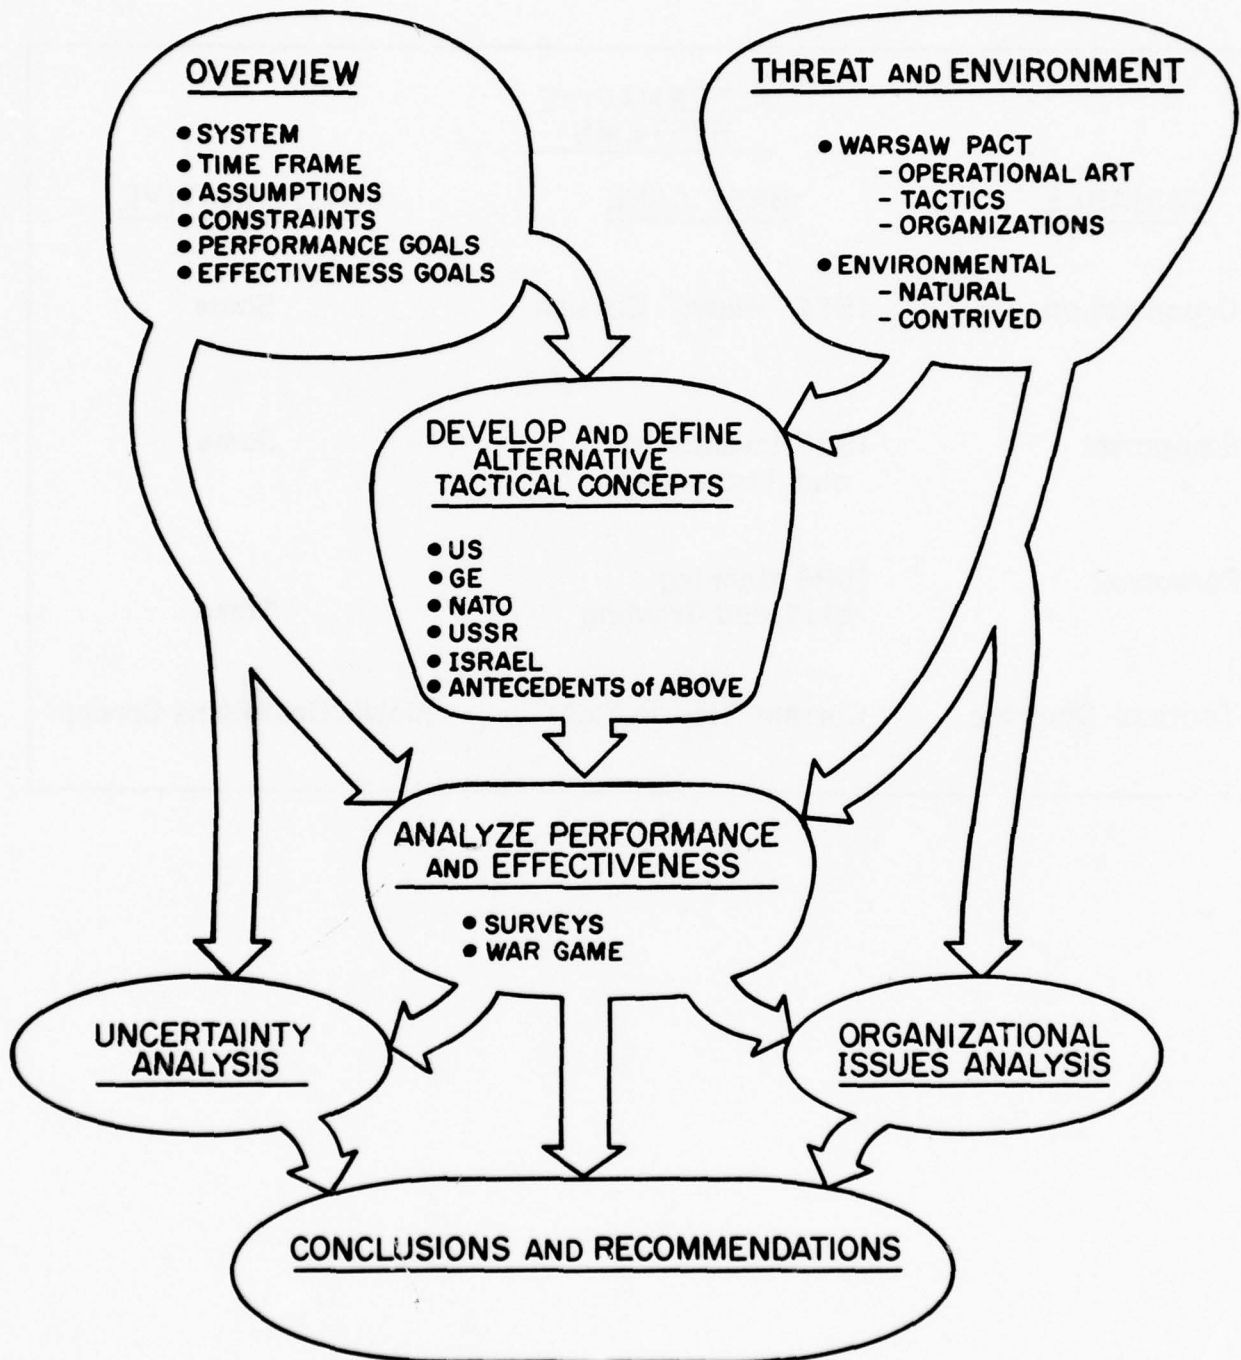 OVERVIEW
● SYSTEM
● TIME FRAME
● ASSUMPTIONS
● CONSTRAINTS
● PERFORMANCE GOALS
● EFFECTIVENESS GOALS
THREAT AND ENVIRONMENT
● WARSAW PACT
- OPERATIONAL ART
- TACTICS
- ORGANIZATIONS
● ENVIRONMENTAL
- NATURAL
- CONTRIVED
DEVELOP AND DEFINE
ALTERNATIVE
TACTICAL CONCEPTS
● US
● GE
● NATO
● USSR
● ISRAEL
● ANTECEDENTS of ABOVE
ANALYZE PERFORMANCE
AND EFFECTIVENESS
● SURVEYS
● WAR GAME
UNCERTAINTY
ANALYSIS
ORGANIZATIONAL
ISSUES ANALYSIS
CONCLUSIONS AND RECOMMENDATIONS